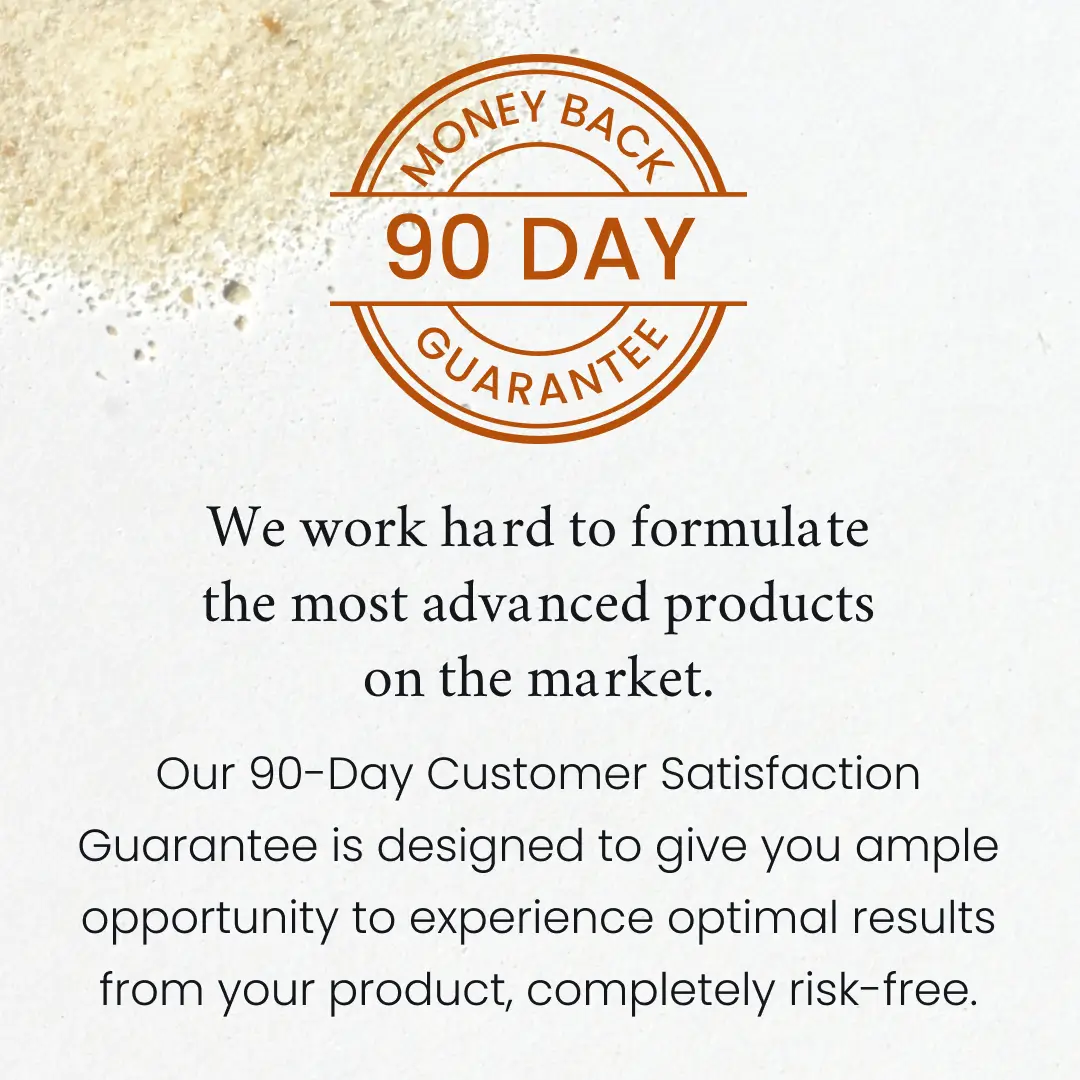 MONEY BACK
90 DAY
GUARANTEE
We work hard to formulate
the most advanced products
on the market.
Our 90-Day Customer Satisfaction
Guarantee is designed to give you ample
opportunity to experience optimal results
from your product, completely risk-free.